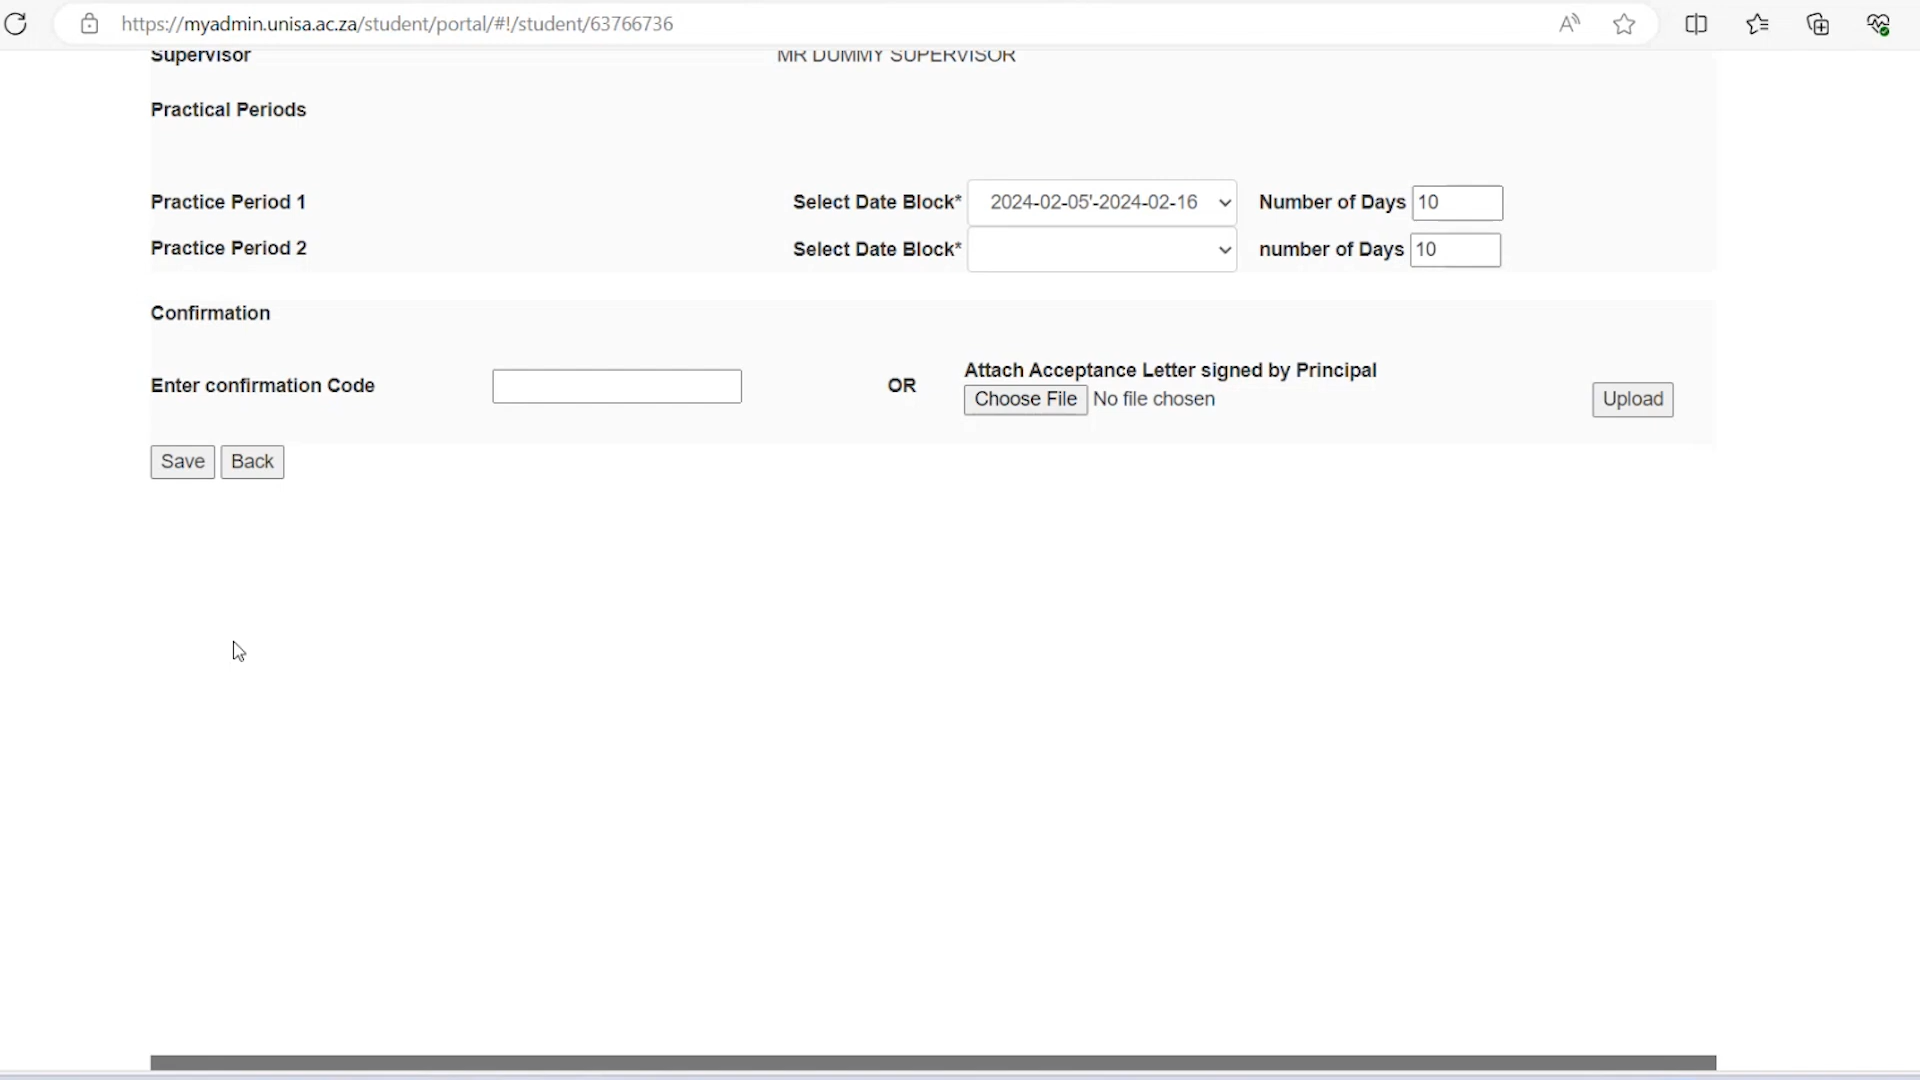 https://myadmin.unisa.ac.za/student/portal/#!/student/63766736
Supervisor MR DUMMY SUPERVISOR
Practical Periods
Practice Period 1 Select Date Block* 2024-02-05'-2024-02-16 Number of Days 10
Practice Period 2 Select Date Block* number of Days 10
Confirmation
Attach Acceptance Letter signed by Principal
Enter confirmation Code OR Choose File No file chosen Upload
Save Back